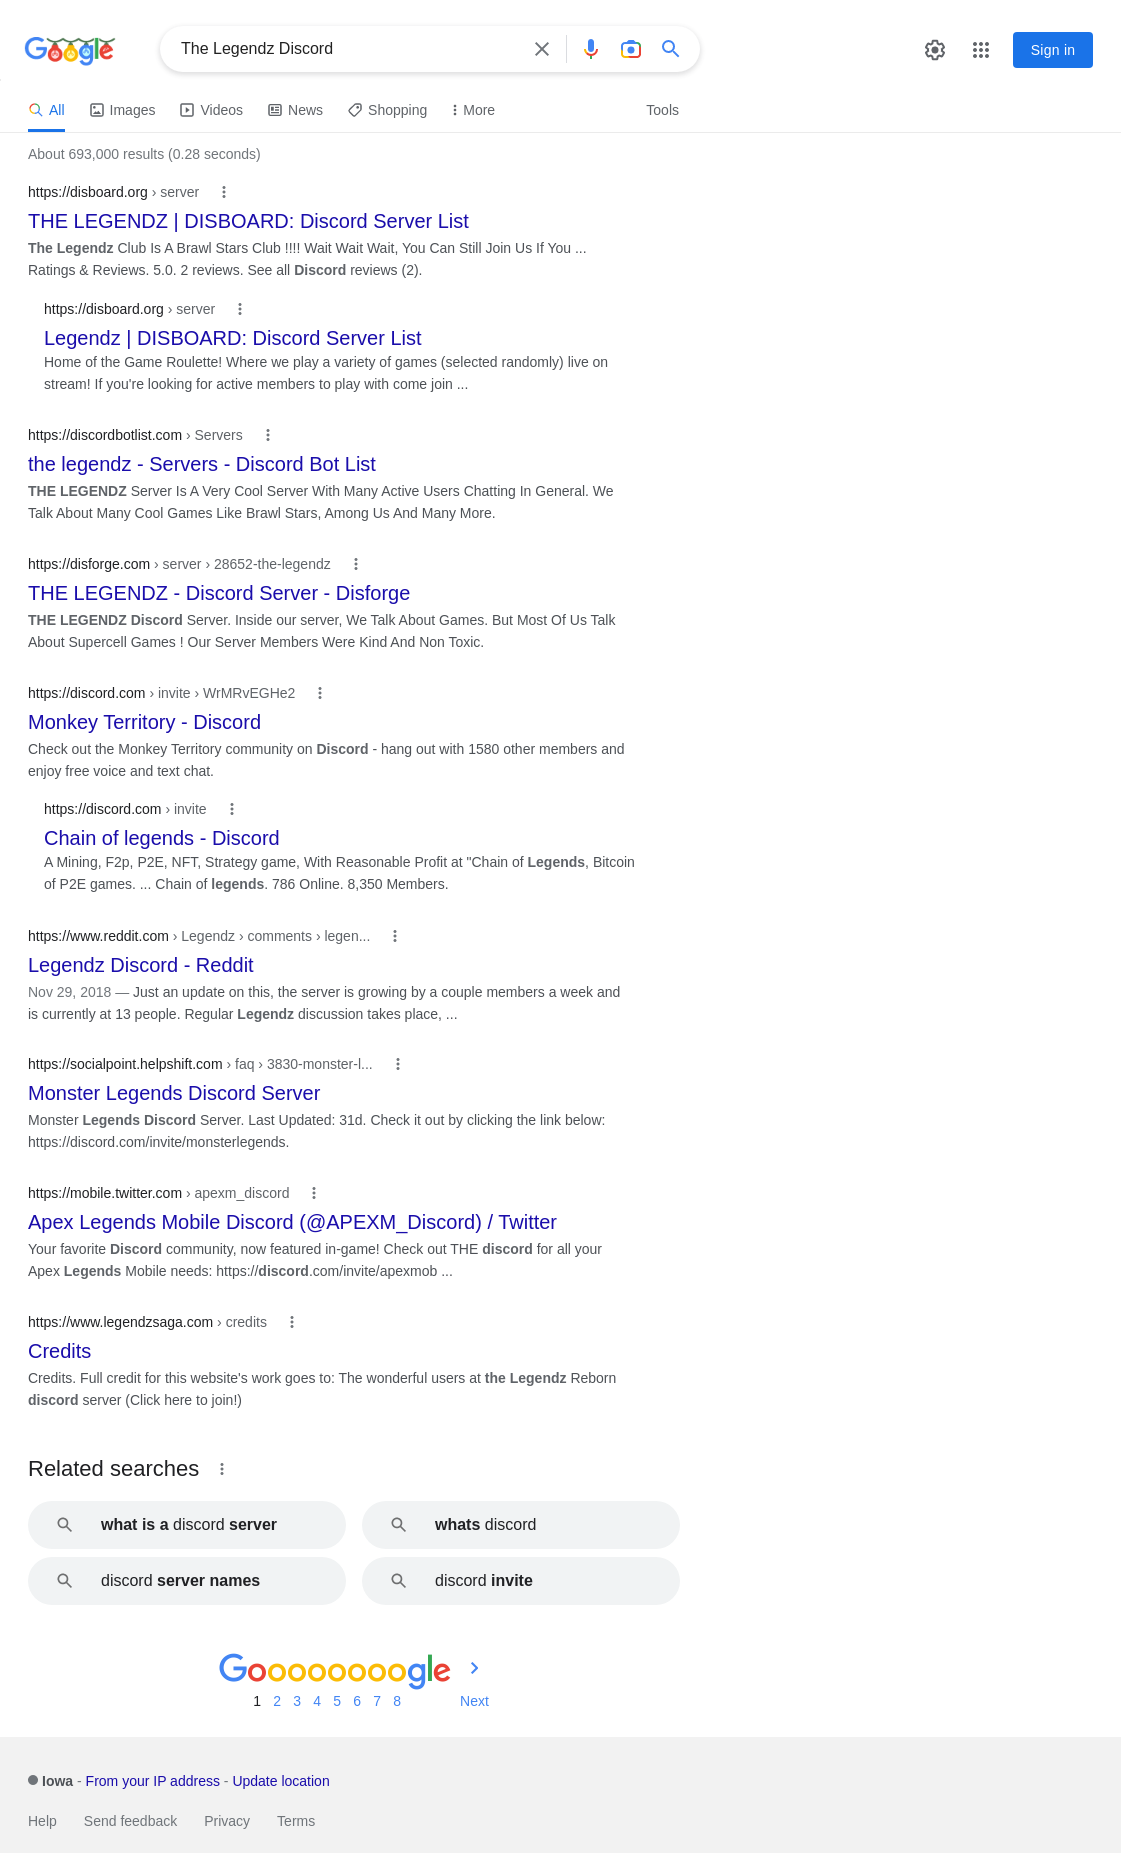 Google
The Legendz Discord
Sign in
All Images Videos News Shopping More Tools
About 693,000 results (0.28 seconds)
https://disboard.org › server
THE LEGENDZ | DISBOARD: Discord Server List
The Legendz Club Is A Brawl Stars Club !!!! Wait Wait Wait, You Can Still Join Us If You ...
Ratings & Reviews. 5.0. 2 reviews. See all Discord reviews (2).
https://disboard.org › server
Legendz | DISBOARD: Discord Server List
Home of the Game Roulette! Where we play a variety of games (selected randomly) live on
stream! If you're looking for active members to play with come join ...
https://discordbotlist.com › Servers
the legendz - Servers - Discord Bot List
THE LEGENDZ Server Is A Very Cool Server With Many Active Users Chatting In General. We
Talk About Many Cool Games Like Brawl Stars, Among Us And Many More.
https://disforge.com › server › 28652-the-legendz
THE LEGENDZ - Discord Server - Disforge
THE LEGENDZ Discord Server. Inside our server, We Talk About Games. But Most Of Us Talk
About Supercell Games ! Our Server Members Were Kind And Non Toxic.
https://discord.com › invite › WrMRvEGHe2
Monkey Territory - Discord
Check out the Monkey Territory community on Discord - hang out with 1580 other members and
enjoy free voice and text chat.
https://discord.com › invite
Chain of legends - Discord
A Mining, F2p, P2E, NFT, Strategy game, With Reasonable Profit at "Chain of Legends, Bitcoin
of P2E games. ... Chain of legends. 786 Online. 8,350 Members.
https://www.reddit.com › Legendz › comments › legen...
Legendz Discord - Reddit
Nov 29, 2018 — Just an update on this, the server is growing by a couple members a week and
is currently at 13 people. Regular Legendz discussion takes place, ...
https://socialpoint.helpshift.com › faq › 3830-monster-l...
Monster Legends Discord Server
Monster Legends Discord Server. Last Updated: 31d. Check it out by clicking the link below:
https://discord.com/invite/monsterlegends.
https://mobile.twitter.com › apexm_discord
Apex Legends Mobile Discord (@APEXM_Discord) / Twitter
Your favorite Discord community, now featured in-game! Check out THE discord for all your
Apex Legends Mobile needs: https://discord.com/invite/apexmob ...
https://www.legendzsaga.com › credits
Credits
Credits. Full credit for this website's work goes to: The wonderful users at the Legendz Reborn
discord server (Click here to join!)
Related searches
what is a discord server
whats discord
discord server names
discord invite
Goooooooogle
1 2 3 4 5 6 7 8 Next
Iowa - From your IP address - Update location
Help Send feedback Privacy Terms